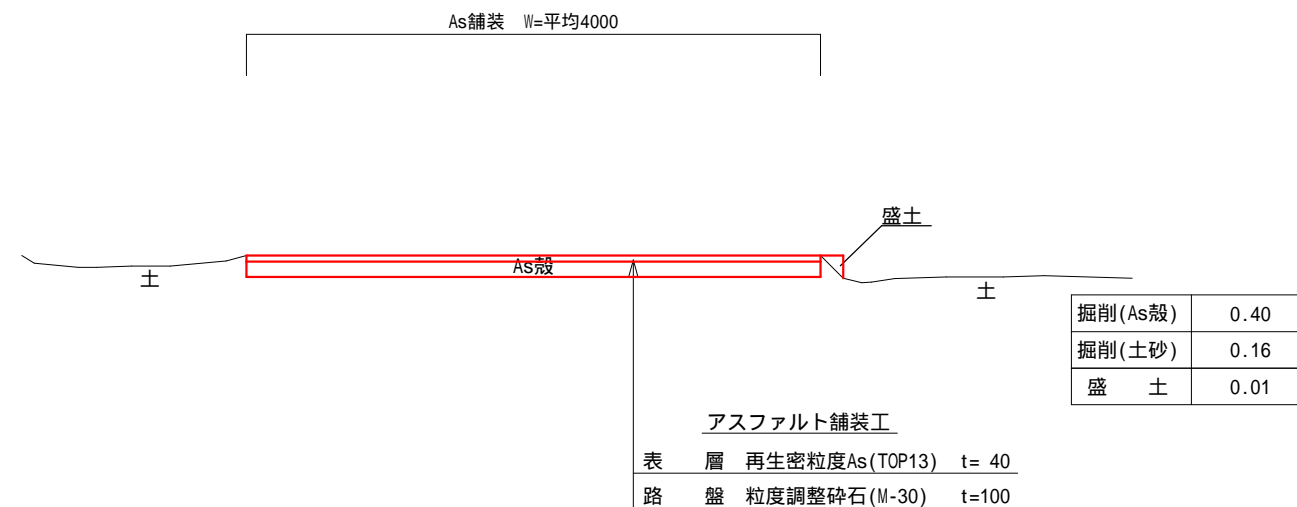 As舗装　W=平均4000
盛土
As殻
土
土
掘削(As殻)　0.40
掘削(土砂)　0.16
盛　土　0.01
アスファルト舗装工
表　層　再生密粒度As(TOP13)　t= 40
路　盤　粒度調整砕石(M-30)　t=100